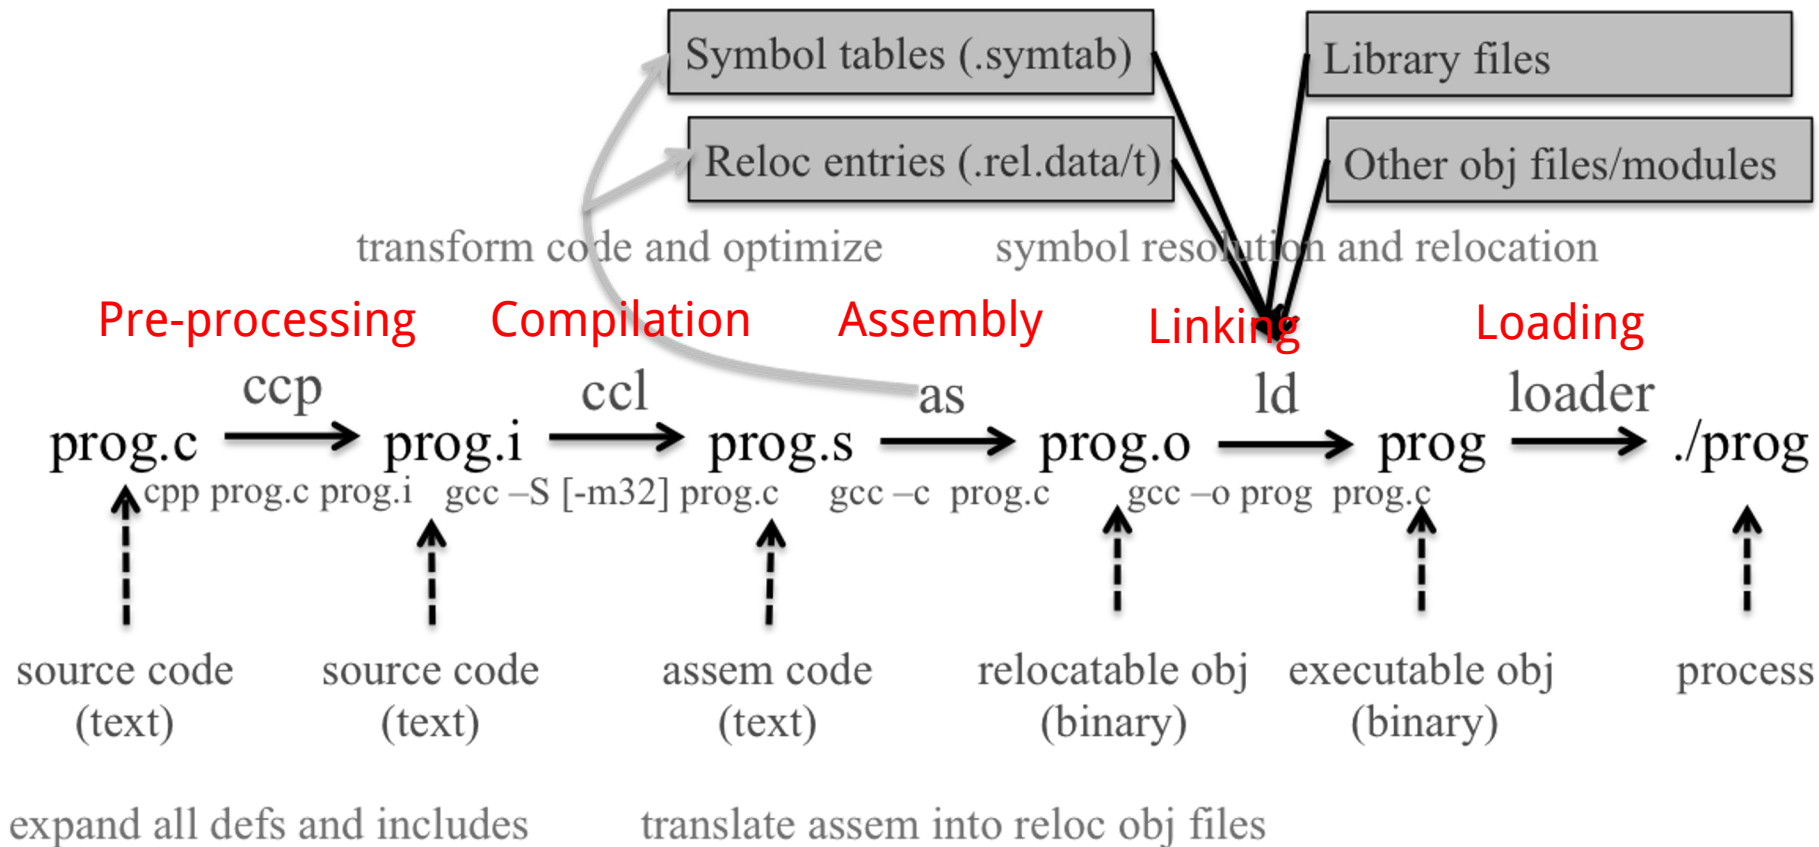 Symbol tables (.symtab)
Library files
Reloc entries (.rel.data/t)
Other obj files/modules
transform code and optimize
symbol resolution and relocation
Pre-processing
Compilation
Assembly
Linking
Loading
ccp
ccl
as
ld
loader
prog.c
prog.i
prog.s
prog.o
prog
./prog
cpp prog.c prog.i
gcc –S [-m32] prog.c
gcc –c prog.c
gcc –o prog prog.c
source code
(text)
source code
(text)
assem code
(text)
relocatable obj
(binary)
executable obj
(binary)
process
expand all defs and includes
translate assem into reloc obj files